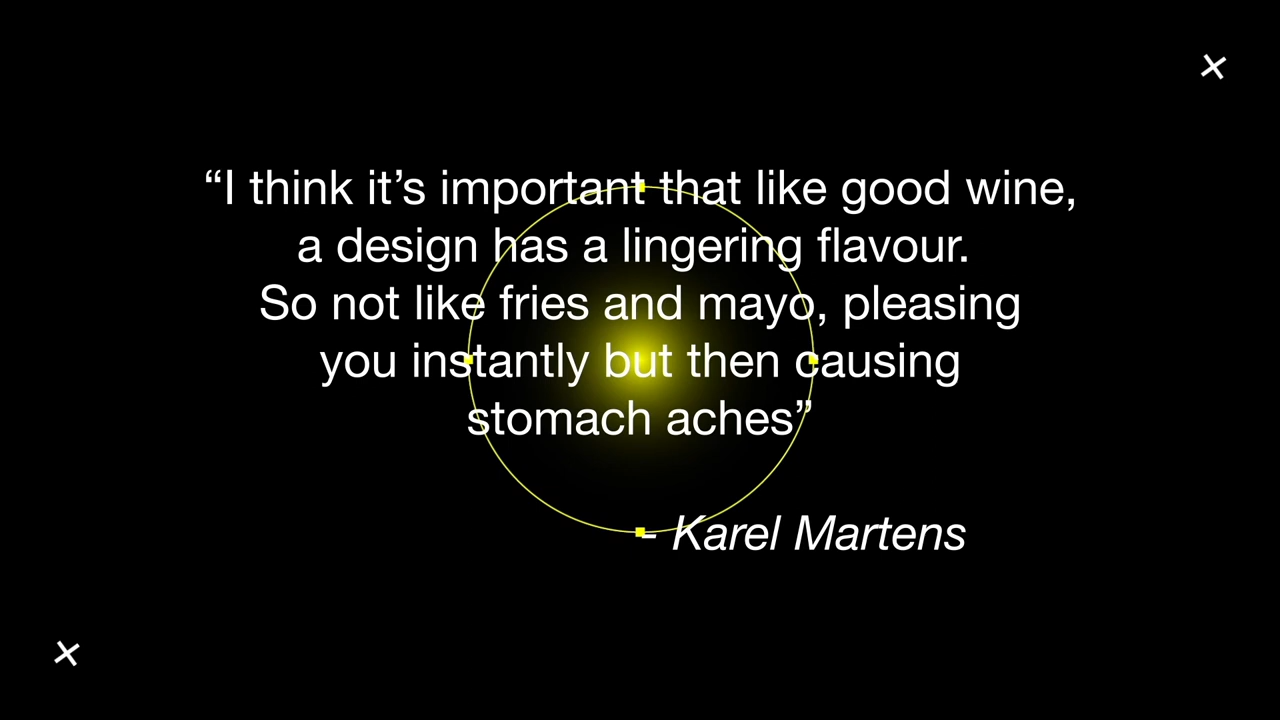 “I think it’s important that like good wine,
a design has a lingering flavour.
So not like fries and mayo, pleasing
you instantly but then causing
stomach aches”
- Karel Martens